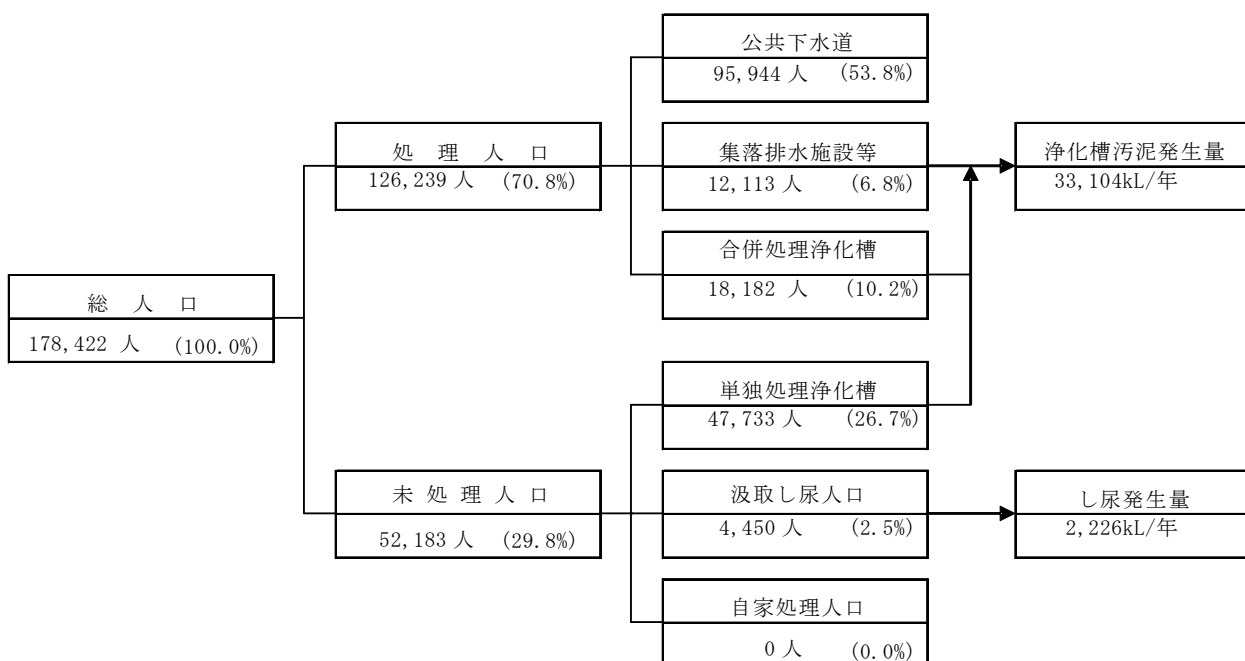 総人口
178,422 人 (100.0%)
処理人口
126,239 人 (70.8%)
未処理人口
52,183 人 (29.8%)
公共下水道
95,944 人 (53.8%)
集落排水施設等
12,113 人 (6.8%)
合併処理浄化槽
18,182 人 (10.2%)
単独処理浄化槽
47,733 人 (26.7%)
汲取し尿人口
4,450 人 (2.5%)
自家処理人口
0 人 (0.0%)
浄化槽汚泥発生量
33,104kL/年
し尿発生量
2,226kL/年